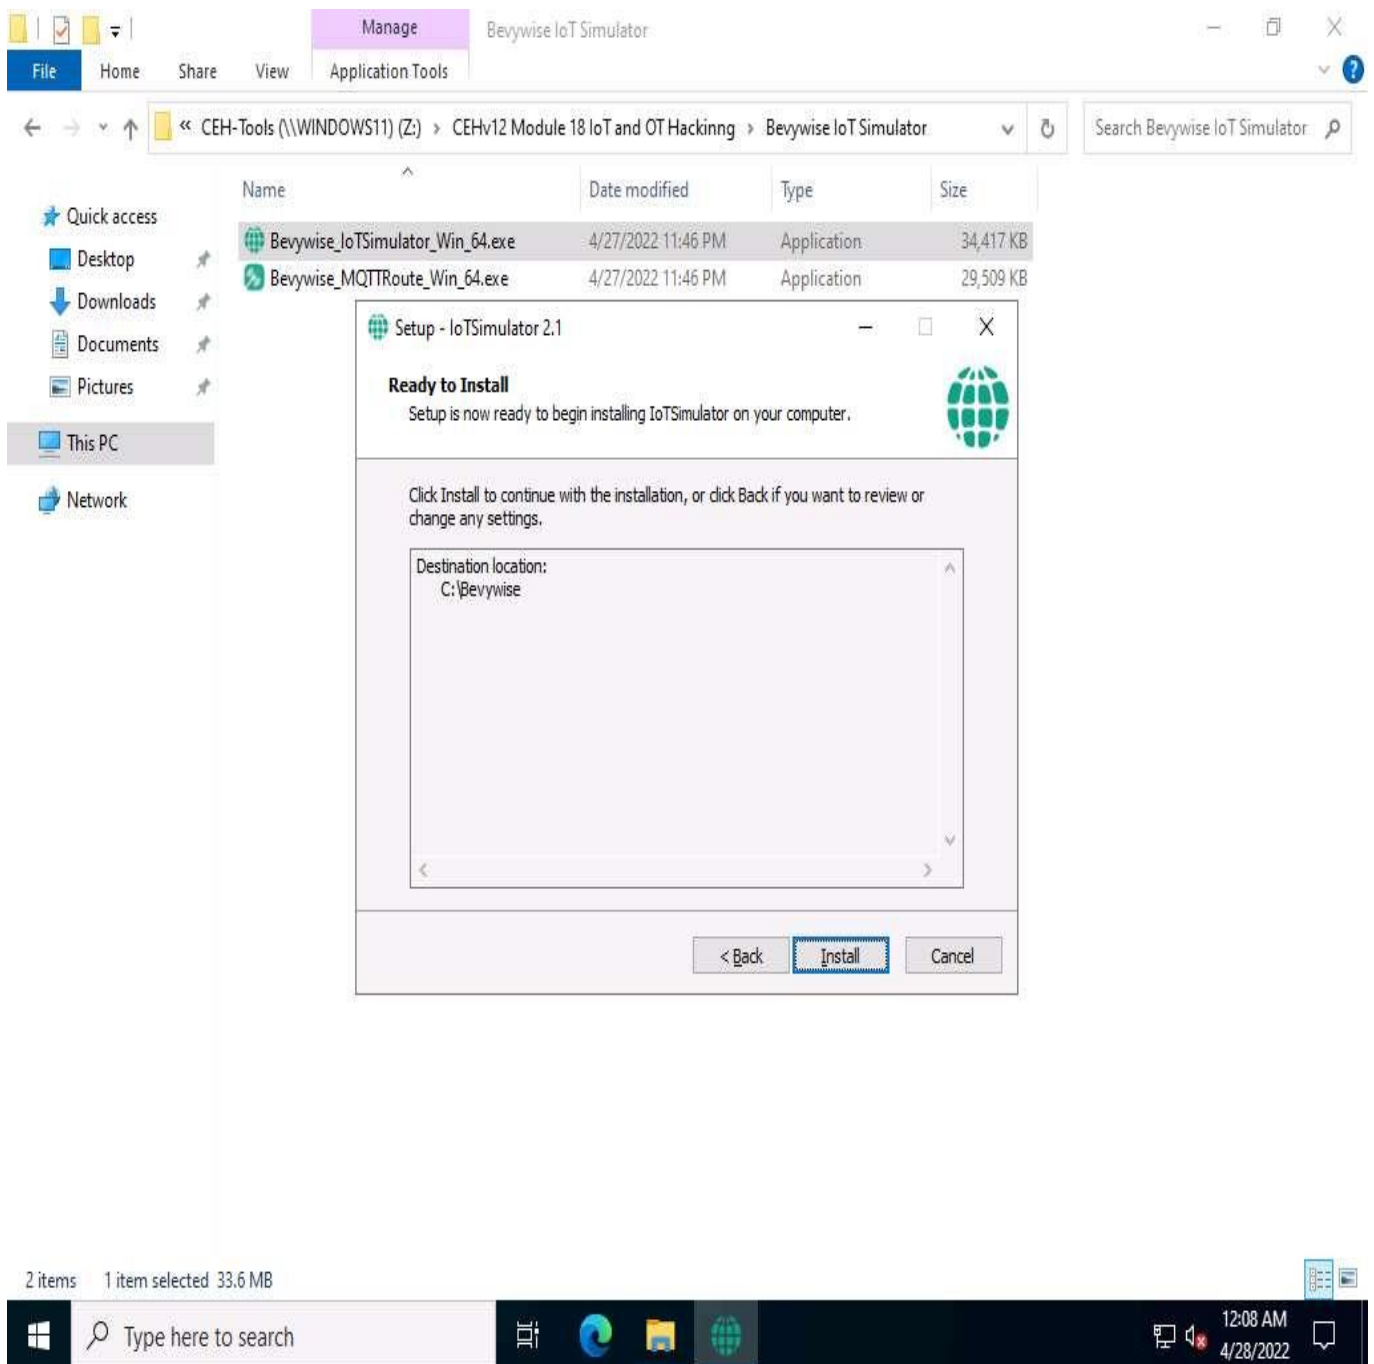 Manage
Bevywise IoT Simulator
File Home Share View Application Tools
« CEH-Tools (\\WINDOWS11) (Z:) › CEHv12 Module 18 IoT and OT Hackinng › Bevywise IoT Simulator
Search Bevywise IoT Simulator
Name Date modified Type Size
Quick access
Desktop
Downloads
Documents
Pictures
This PC
Network
Bevywise_IoTSimulator_Win_64.exe 4/27/2022 11:46 PM Application 34,417 KB
Bevywise_MQTTRoute_Win_64.exe 4/27/2022 11:46 PM Application 29,509 KB
Setup - IoTSimulator 2.1
Ready to Install
Setup is now ready to begin installing IoTSimulator on your computer.
Click Install to continue with the installation, or click Back if you want to review or
change any settings.
Destination location:
C:\Bevywise
< Back Install Cancel
2 items 1 item selected 33.6 MB
Type here to search
12:08 AM
4/28/2022